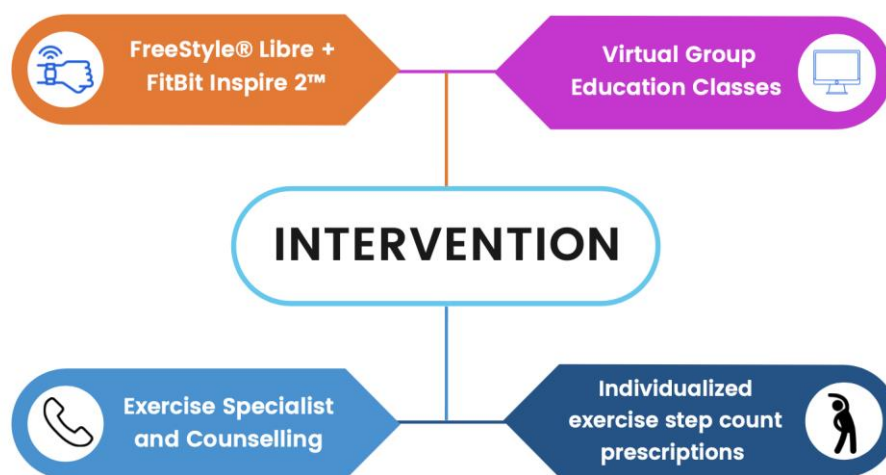 FreeStyle® Libre +
FitBit Inspire 2™
Virtual Group
Education Classes
INTERVENTION
Exercise Specialist
and Counselling
Individualized
exercise step count
prescriptions